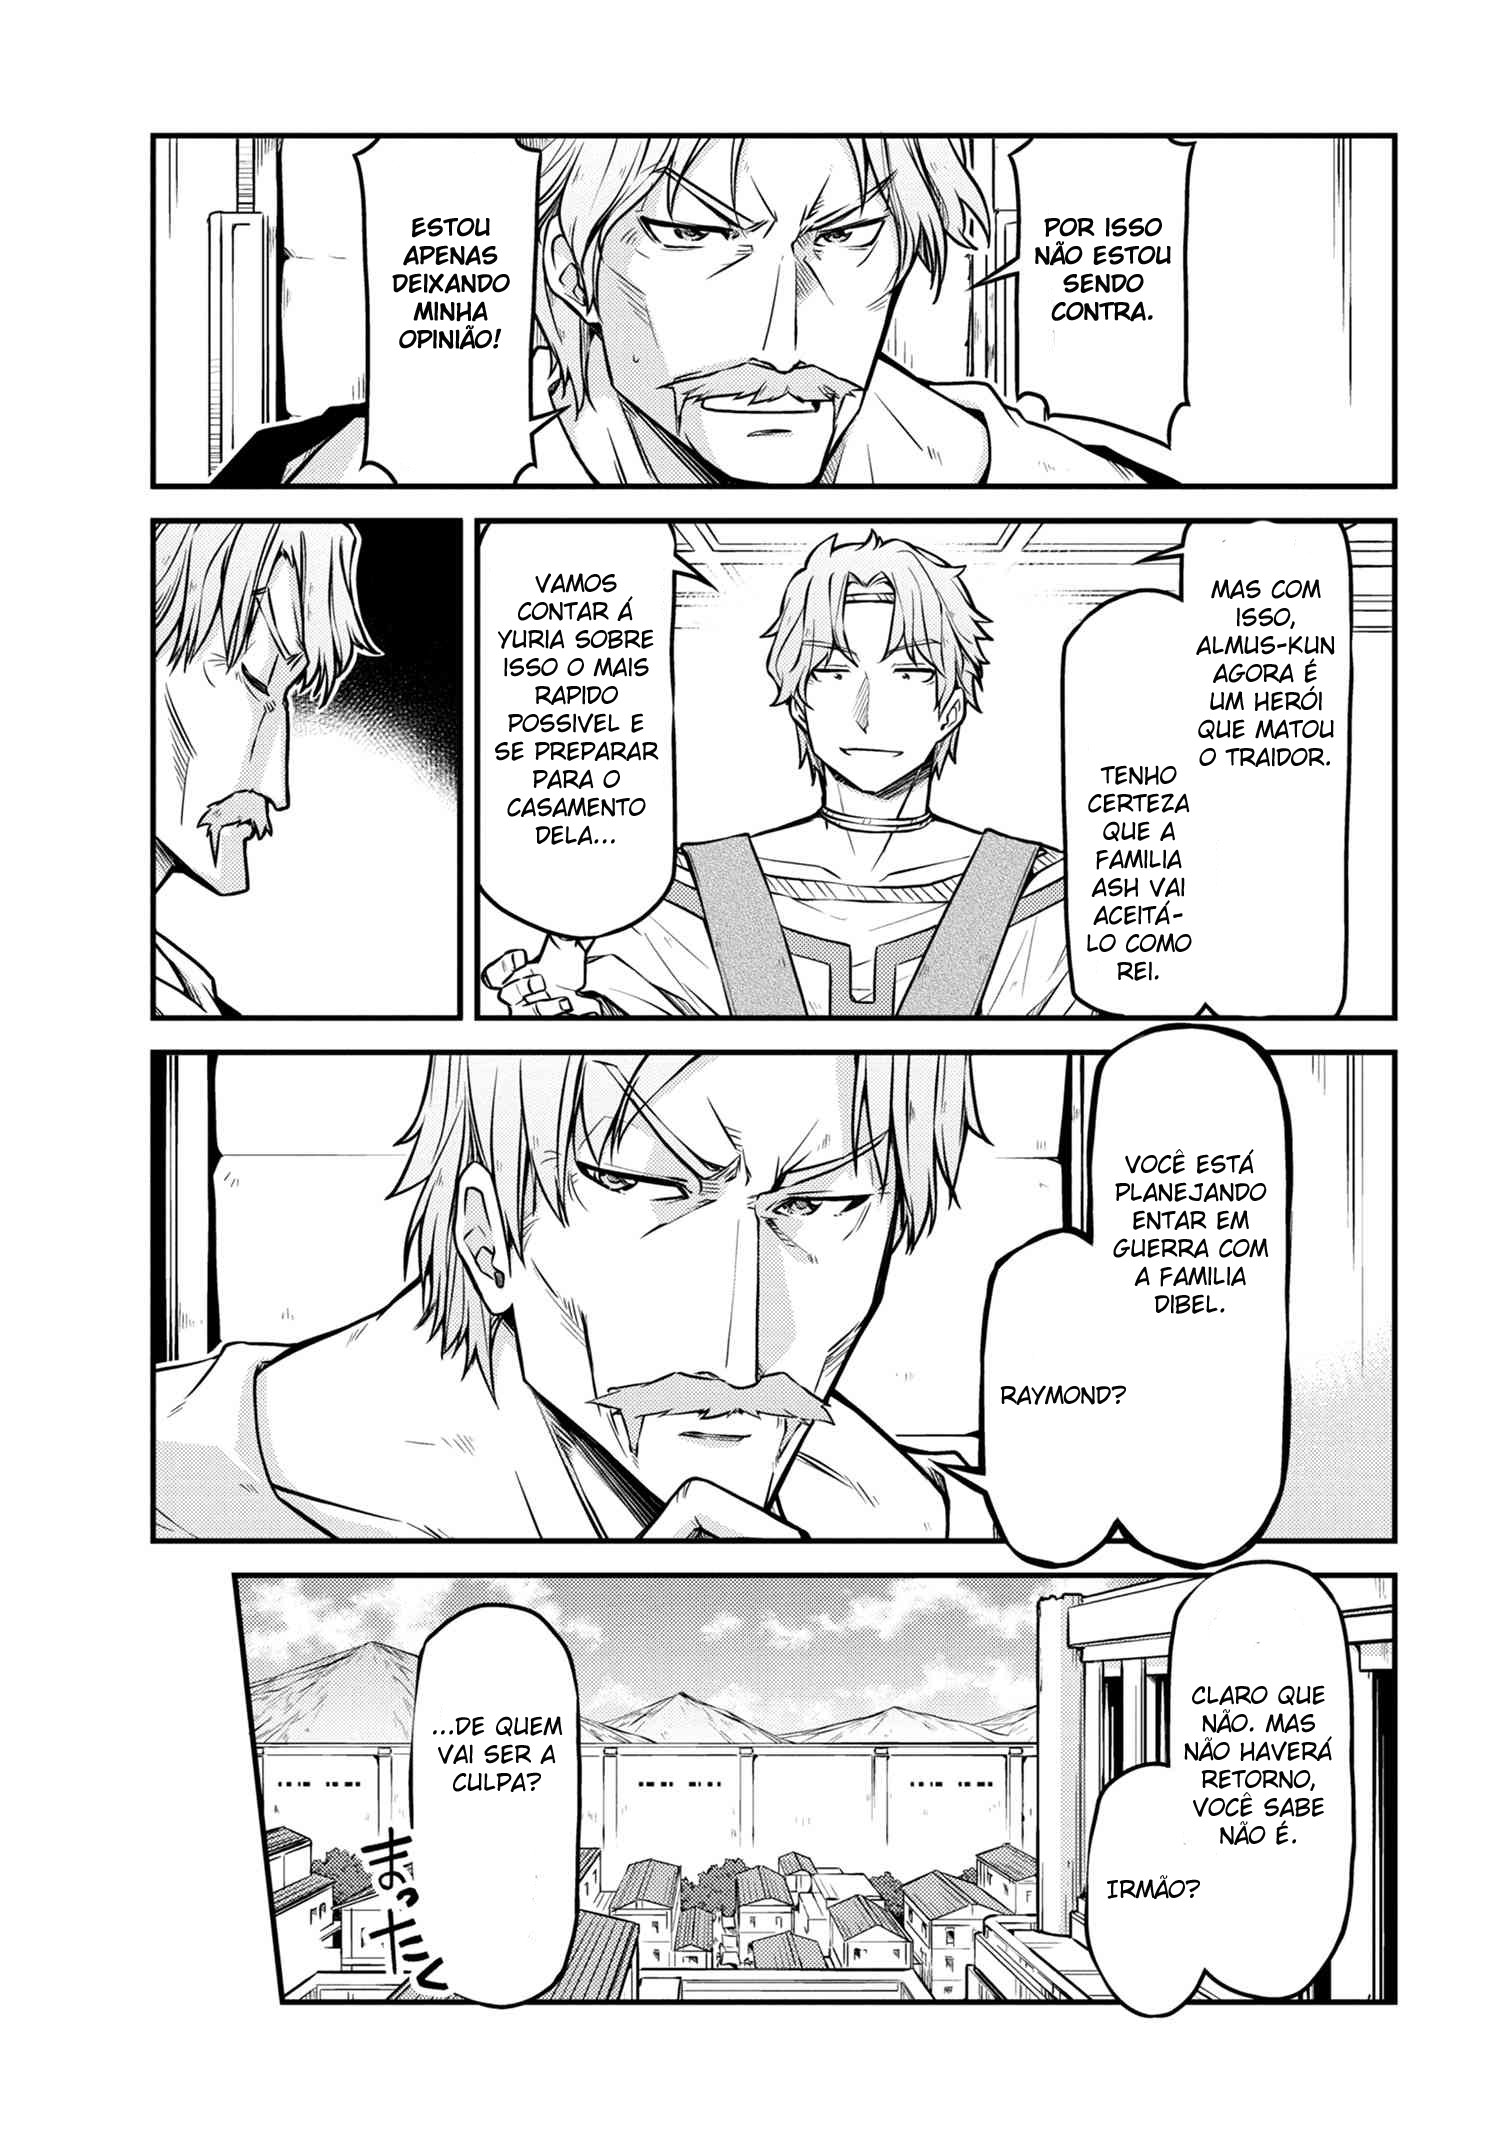 POR ISSO
NÃO ESTOU
SENDO
CONTRA.
ESTOU
APENAS
DEIXANDO
MINHA
OPINIÃO!
MAS COM
ISSO,
ALMUS-KUN
AGORA É
UM HERÓI
QUE MATOU
O TRAIDOR.
TENHO
CERTEZA
QUE A
FAMILIA
ASH VAI
ACEITÁ-
LO COMO
REI.
VAMOS
CONTAR Á
YURIA SOBRE
ISSO O MAIS
RAPIDO
POSSIVEL E
SE PREPARAR
PARA O
CASAMENTO
DELA...
VOCÊ ESTÁ
PLANEJANDO
ENTRAR EM
GUERRA COM
A FAMILIA
DIBEL.
RAYMOND?
CLARO QUE
NÃO. MAS
NÃO HAVERÁ
RETORNO,
VOCÊ SABE
NÃO É.
IRMÃO?
...DE QUEM
VAI SER A
CULPA?
まったく